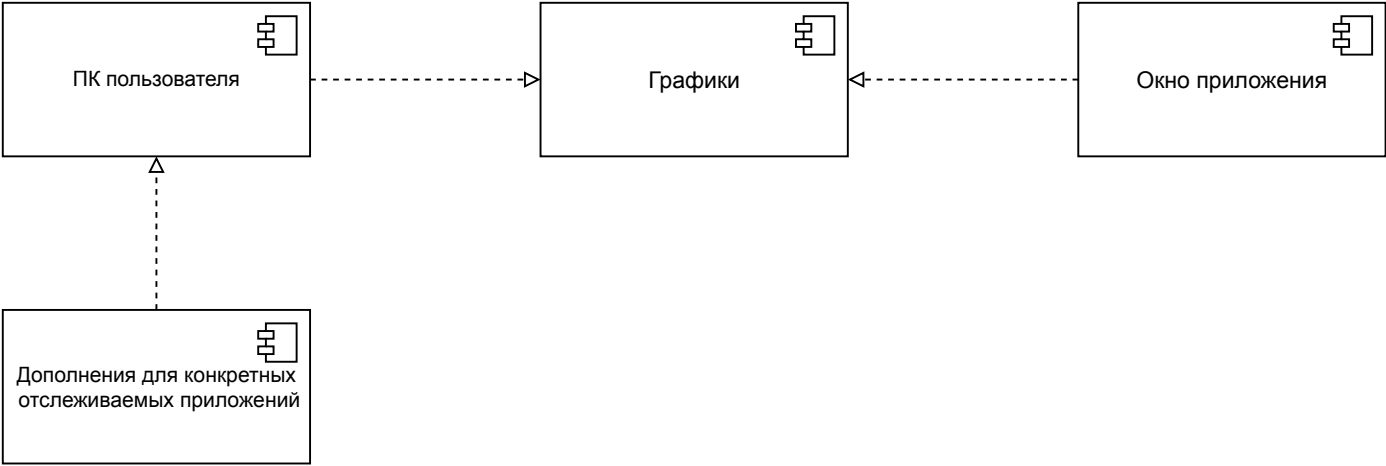 ПК пользователя
Графики
Окно приложения
Дополнения для конкретных
отслеживаемых приложений